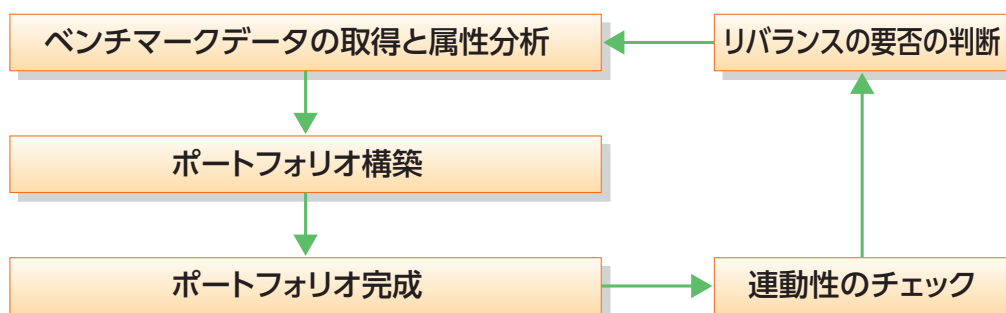 ベンチマークデータの取得と属性分析
リバランスの要否の判断
ポートフォリオ構築
ポートフォリオ完成
連動性のチェック